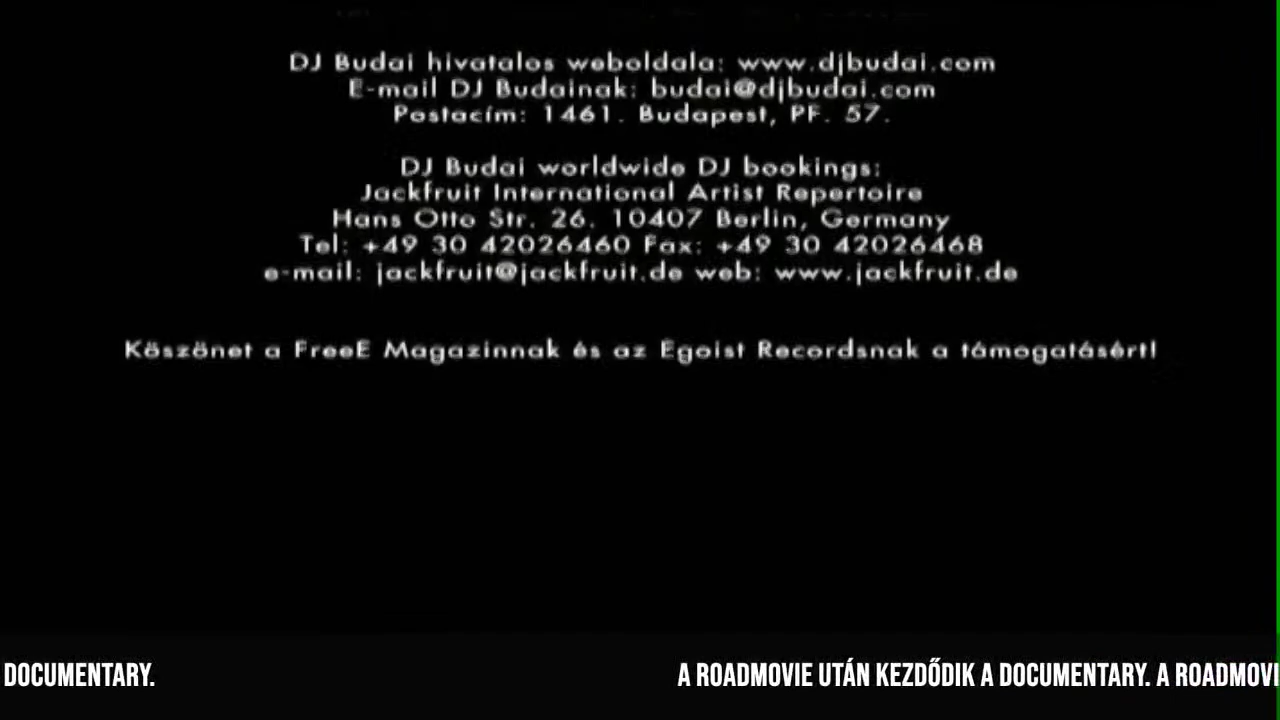 DJ Budai hivatalos weboldala: www.djbudai.com
E-mail DJ Budainak: budai@djbudai.com
Postacím: 1461. Budapest, PF. 57.
DJ Budai worldwide DJ bookings:
Jackfruit International Artist Repertoire
Hans Otto Str. 26. 10407 Berlin, Germany
Tel: +49 30 42026460 Fax: +49 30 42026468
e-mail: jackfruit@jackfruit.de web: www.jackfruit.de
Köszönet a FreeE Magazinnak és az Egoist Recordsnak a támogatásért!
DOCUMENTARY. A ROADMOVIE UTÁN KEZDŐDIK A DOCUMENTARY. A ROADMOVI